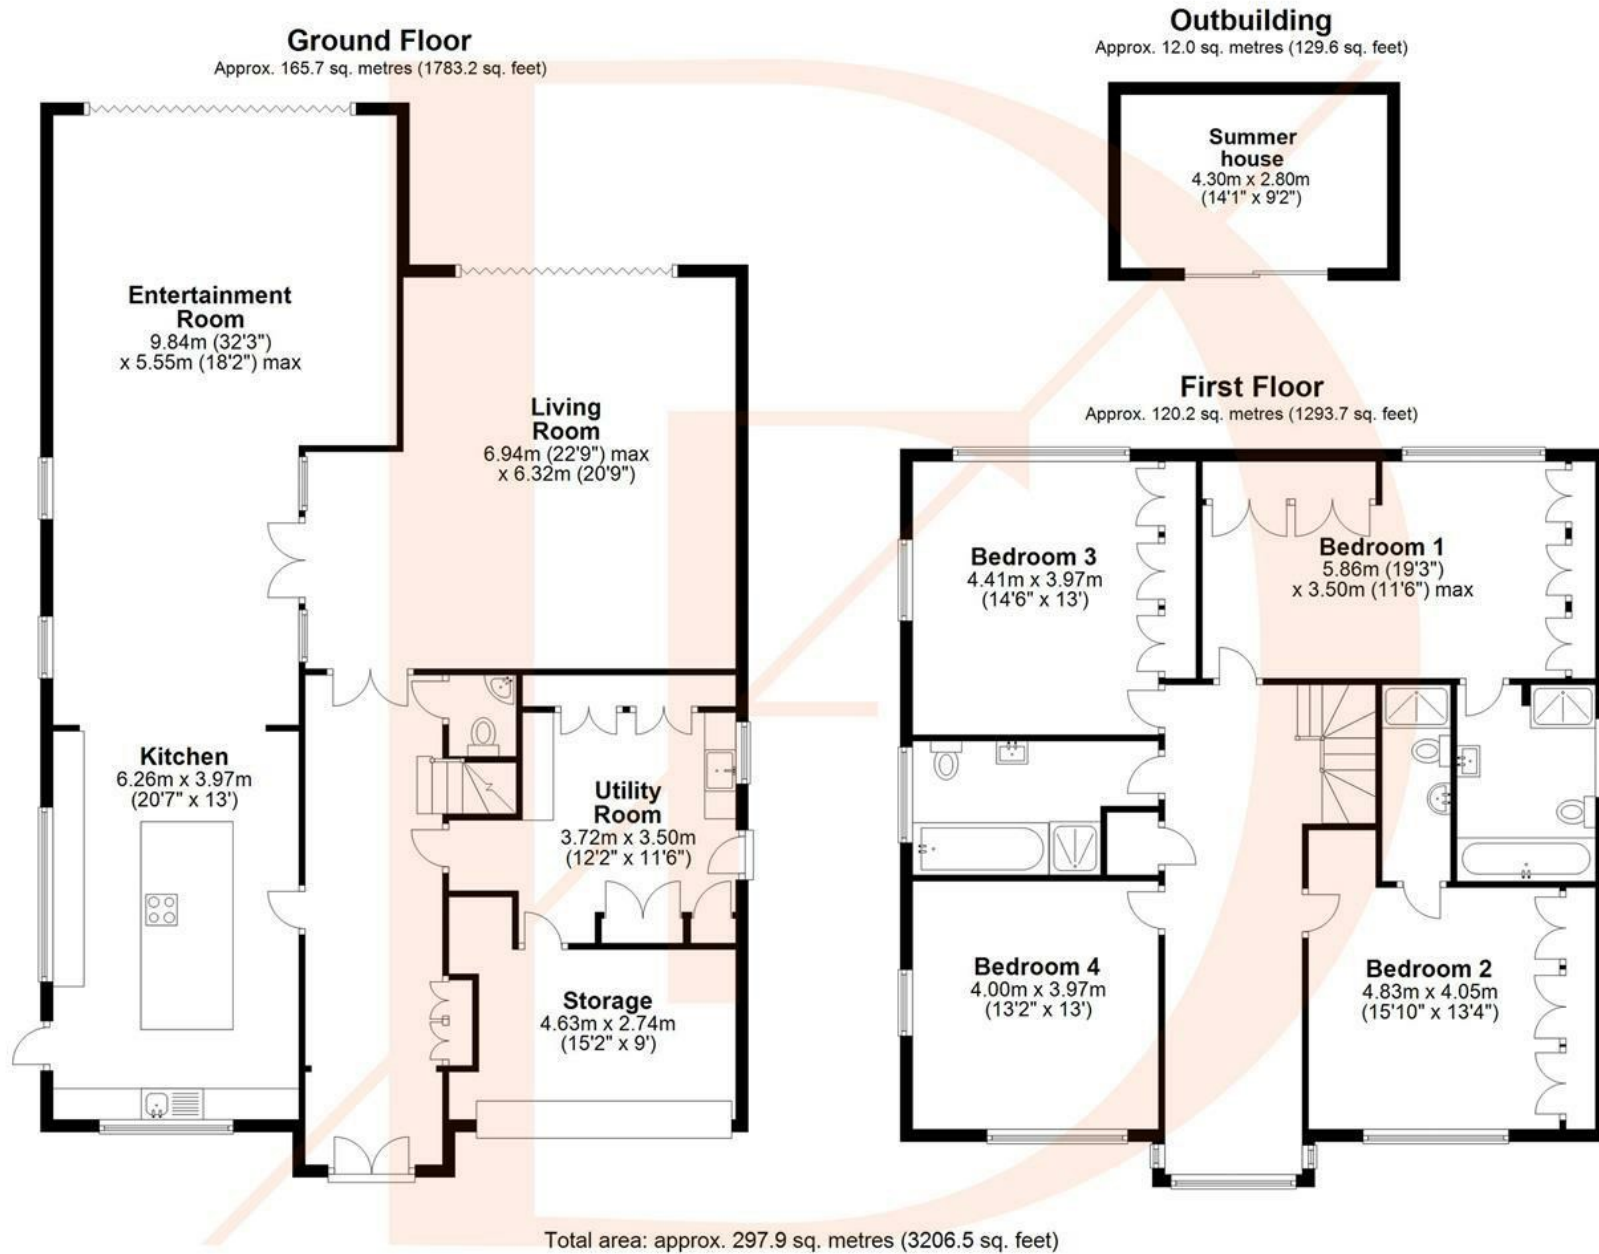 Ground Floor
Approx. 165.7 sq. metres (1783.2 sq. feet)
Entertainment
Room
9.84m (32'3")
x 5.55m (18'2") max
Living
Room
6.94m (22'9") max
x 6.32m (20'9")
Kitchen
6.26m x 3.97m
(20'7" x 13')
Utility
Room
3.72m x 3.50m
(12'2" x 11'6")
Storage
4.63m x 2.74m
(15'2" x 9')
Outbuilding
Approx. 12.0 sq. metres (129.6 sq. feet)
Summer
house
4.30m x 2.80m
(14'1" x 9'2")
First Floor
Approx. 120.2 sq. metres (1293.7 sq. feet)
Bedroom 3
4.41m x 3.97m
(14'6" x 13')
Bedroom 1
5.86m (19'3")
x 3.50m (11'6") max
Bedroom 4
4.00m x 3.97m
(13'2" x 13')
Bedroom 2
4.83m x 4.05m
(15'10" x 13'4")
Total area: approx. 297.9 sq. metres (3206.5 sq. feet)